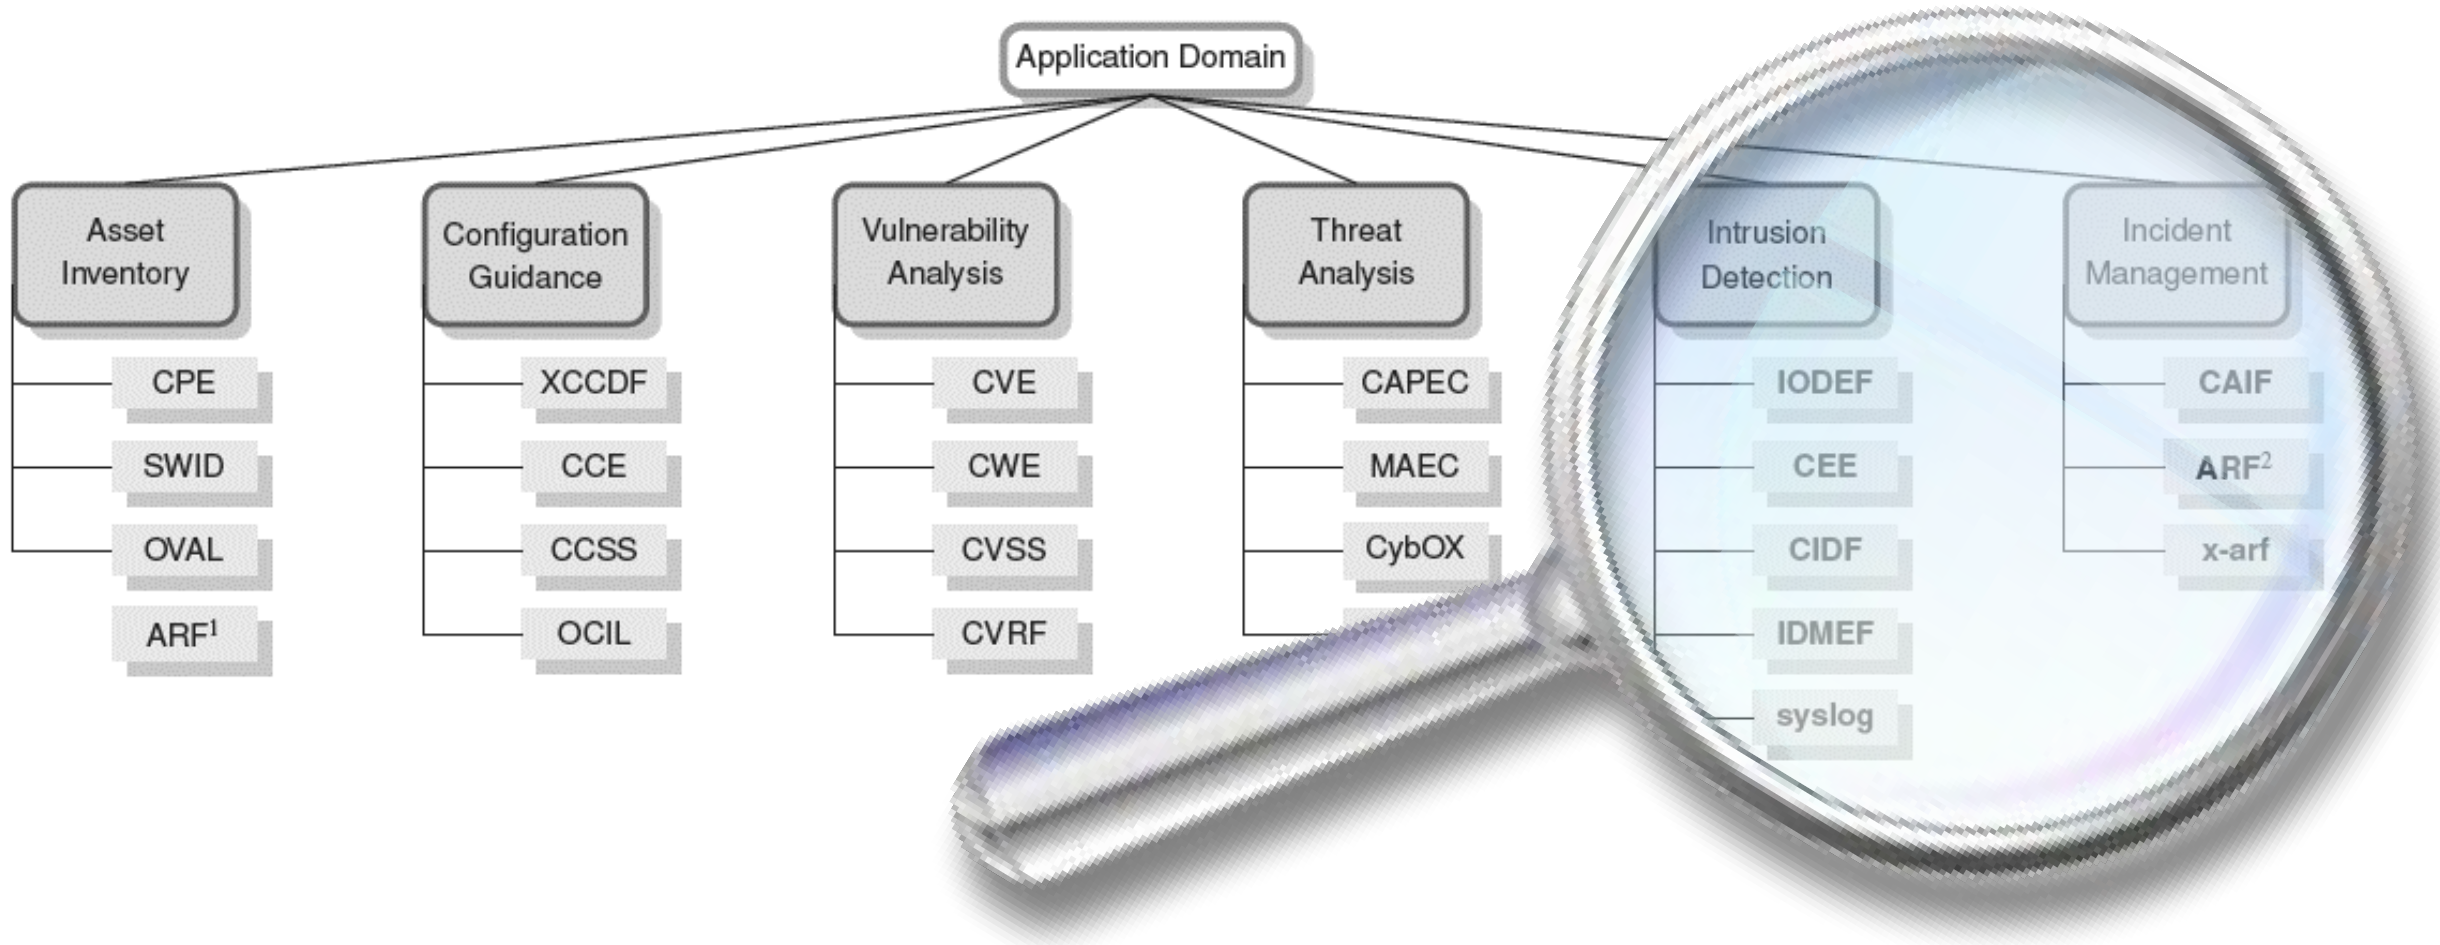 Application Domain
Asset
Inventory
CPE
SWID
OVAL
ARF¹
Configuration
Guidance
XCCDF
CCE
CCSS
OCIL
Vulnerability
Analysis
CVE
CWE
CVSS
CVRF
Threat
Analysis
CAPEC
MAEC
CybOX
Intrusion
Detection
IODEF
CEE
CIDF
IDMEF
syslog
Incident
Management
CAIF
ARF²
x-arf